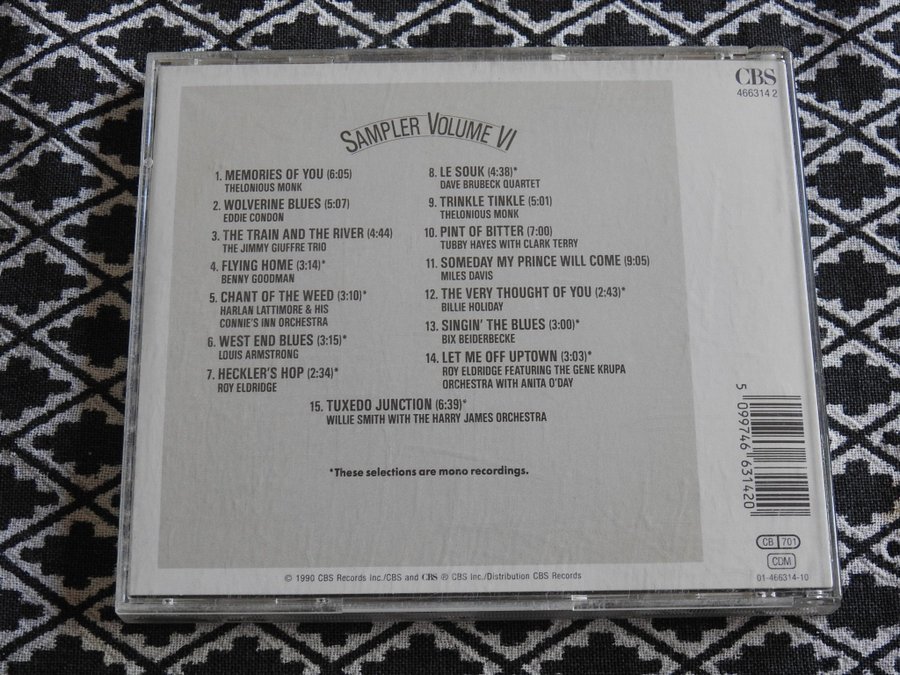 CBS
466314 2
SAMPLER VOLUME VI
1. MEMORIES OF YOU (6:05)
THELONIOUS MONK
2. WOLVERINE BLUES (5:07)
EDDIE CONDON
3. THE TRAIN AND THE RIVER (4:44)
THE JIMMY GIUFFRE TRIO
4. FLYING HOME (3:14)*
BENNY GOODMAN
5. CHANT OF THE WEED (3:10)*
HARLAN LATTIMORE & HIS
CONNIE'S INN ORCHESTRA
6. WEST END BLUES (3:15)*
LOUIS ARMSTRONG
7. HECKLER'S HOP (2:34)*
ROY ELDRIDGE
8. LE SOUK (4:38)*
DAVE BRUBECK QUARTET
9. TRINKLE TINKLE (5:01)
THELONIOUS MONK
10. PINT OF BITTER (7:00)
TUBBY HAYES WITH CLARK TERRY
11. SOMEDAY MY PRINCE WILL COME (9:05)
MILES DAVIS
12. THE VERY THOUGHT OF YOU (2:43)*
BILLIE HOLIDAY
13. SINGIN' THE BLUES (3:00)*
BIX BEIDERBECKE
14. LET ME OFF UPTOWN (3:03)*
ROY ELDRIDGE FEATURING THE GENE KRUPA
ORCHESTRA WITH ANITA O'DAY
15. TUXEDO JUNCTION (6:39)*
WILLIE SMITH WITH THE HARRY JAMES ORCHESTRA
*These selections are mono recordings.
5 099746 631420
CB 701
CDM
01-466314-10
© 1990 CBS Records Inc./CBS and CBS ® CBS Inc./Distribution CBS Records